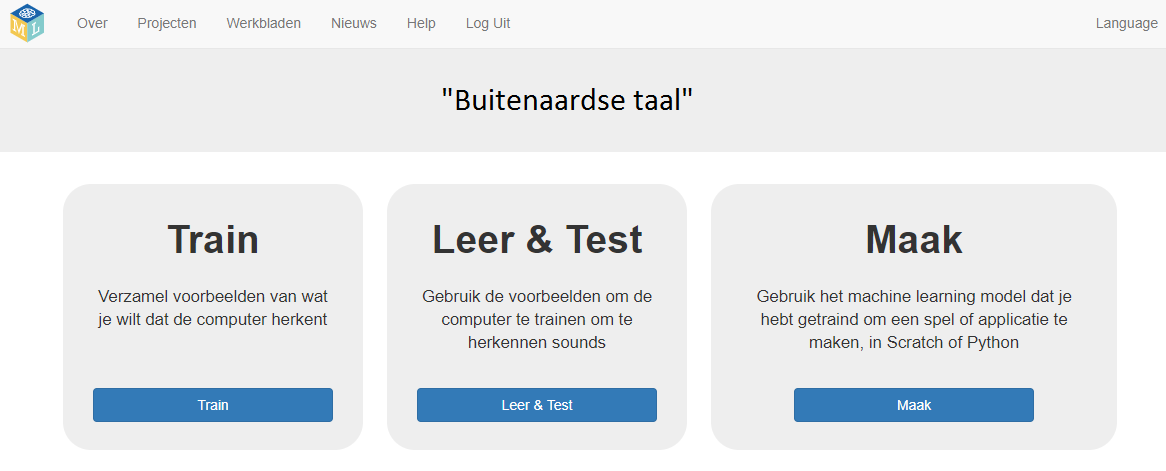 M L
Over Projecten Werkbladen Nieuws Help Log Uit Language
"Buitenaardse taal"
Train
Verzamel voorbeelden van wat
je wilt dat de computer herkent
Train
Leer & Test
Gebruik de voorbeelden om de
computer te trainen om te
herkennen sounds
Leer & Test
Maak
Gebruik het machine learning model dat je
hebt getraind om een spel of applicatie te
maken, in Scratch of Python
Maak